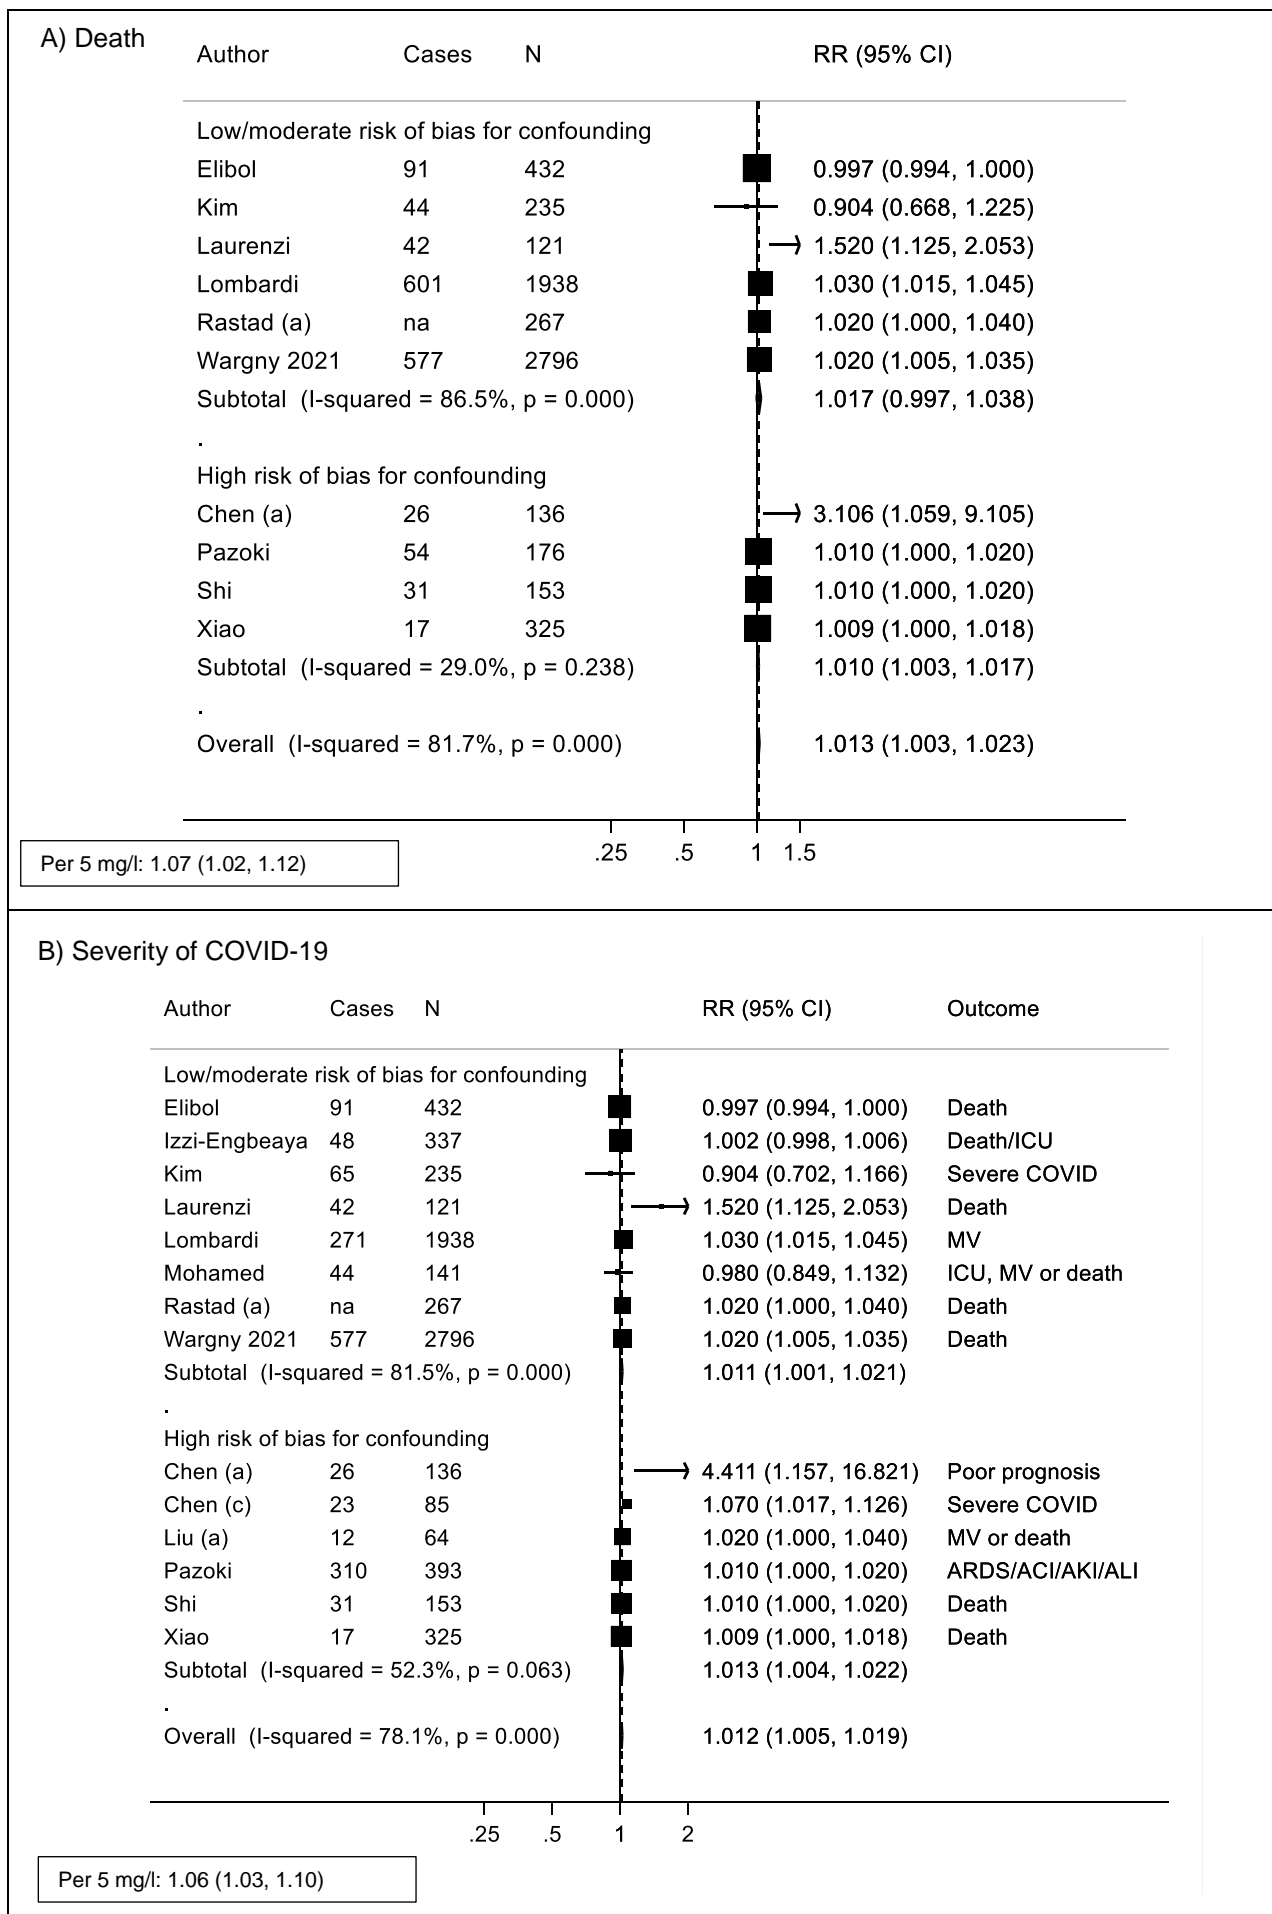 A) Death
Author Cases N RR (95% CI)
Low/moderate risk of bias for confounding
Elibol 91 432 0.997 (0.994, 1.000)
Kim 44 235 0.904 (0.668, 1.225)
Laurenzi 42 121 1.520 (1.125, 2.053)
Lombardi 601 1938 1.030 (1.015, 1.045)
Rastad (a) na 267 1.020 (1.000, 1.040)
Wargny 2021 577 2796 1.020 (1.005, 1.035)
Subtotal (I-squared = 86.5%, p = 0.000) 1.017 (0.997, 1.038)
.
High risk of bias for confounding
Chen (a) 26 136 3.106 (1.059, 9.105)
Pazoki 54 176 1.010 (1.000, 1.020)
Shi 31 153 1.010 (1.000, 1.020)
Xiao 17 325 1.009 (1.000, 1.018)
Subtotal (I-squared = 29.0%, p = 0.238) 1.010 (1.003, 1.017)
.
Overall (I-squared = 81.7%, p = 0.000) 1.013 (1.003, 1.023)
.25 .5 1 1.5
Per 5 mg/l: 1.07 (1.02, 1.12)
B) Severity of COVID-19
Author Cases N RR (95% CI) Outcome
Low/moderate risk of bias for confounding
Elibol 91 432 0.997 (0.994, 1.000) Death
Izzi-Engbeaya 48 337 1.002 (0.998, 1.006) Death/ICU
Kim 65 235 0.904 (0.702, 1.166) Severe COVID
Laurenzi 42 121 1.520 (1.125, 2.053) Death
Lombardi 271 1938 1.030 (1.015, 1.045) MV
Mohamed 44 141 0.980 (0.849, 1.132) ICU, MV or death
Rastad (a) na 267 1.020 (1.000, 1.040) Death
Wargny 2021 577 2796 1.020 (1.005, 1.035) Death
Subtotal (I-squared = 81.5%, p = 0.000) 1.011 (1.001, 1.021)
.
High risk of bias for confounding
Chen (a) 26 136 4.411 (1.157, 16.821) Poor prognosis
Chen (c) 23 85 1.070 (1.017, 1.126) Severe COVID
Liu (a) 12 64 1.020 (1.000, 1.040) MV or death
Pazoki 310 393 1.010 (1.000, 1.020) ARDS/ACI/AKI/ALI
Shi 31 153 1.010 (1.000, 1.020) Death
Xiao 17 325 1.009 (1.000, 1.018) Death
Subtotal (I-squared = 52.3%, p = 0.063) 1.013 (1.004, 1.022)
.
Overall (I-squared = 78.1%, p = 0.000) 1.012 (1.005, 1.019)
.25 .5 1 2
Per 5 mg/l: 1.06 (1.03, 1.10)